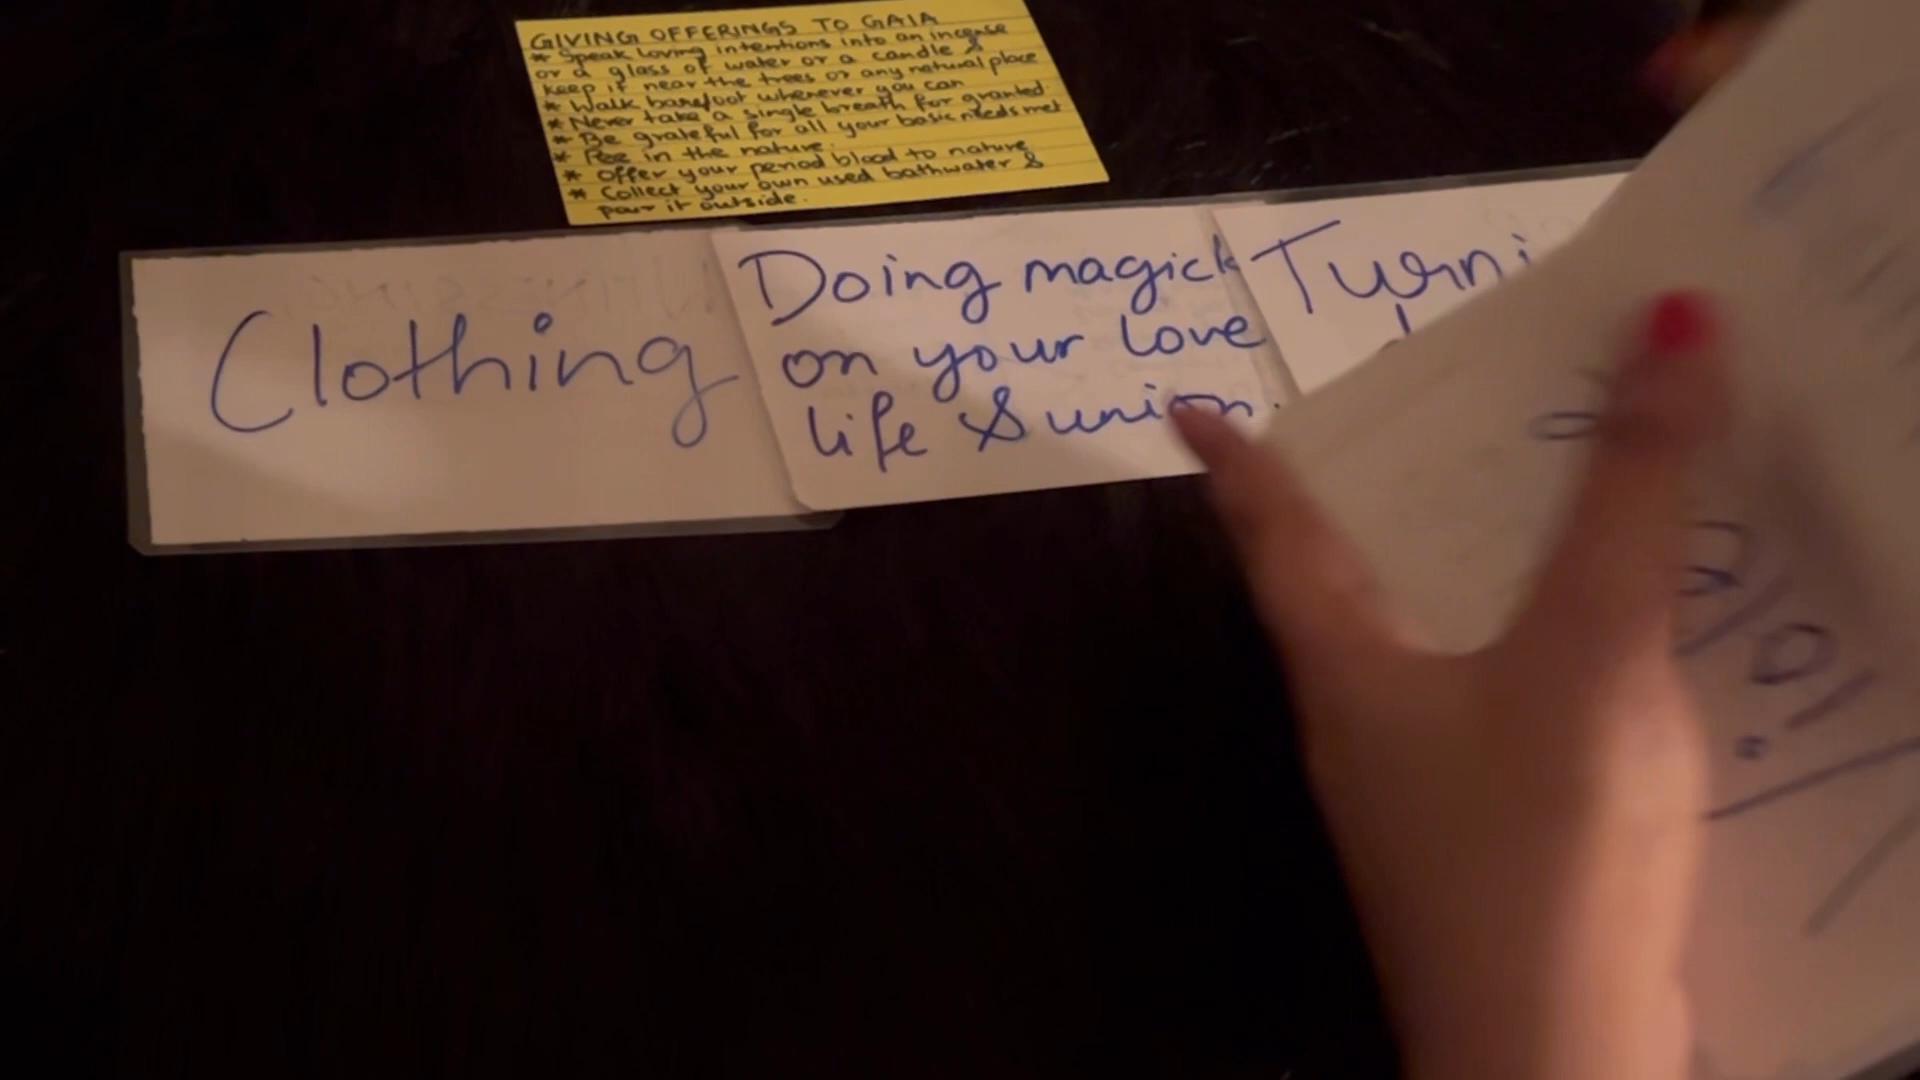 GIVING OFFERINGS TO GAIA
* Speak loving intentions into an incense
or a glass of water or a candle &
keep it near the trees or any natural place
* Walk barefoot wherever you can
* Never take a single breath for granted.
* Be grateful for all your basic needs met
* Pee in the nature.
* Offer your period blood to nature
* Collect your own used bathwater &
pour it outside.
Clothing
Doing magick
on your love
life & union.
Turni